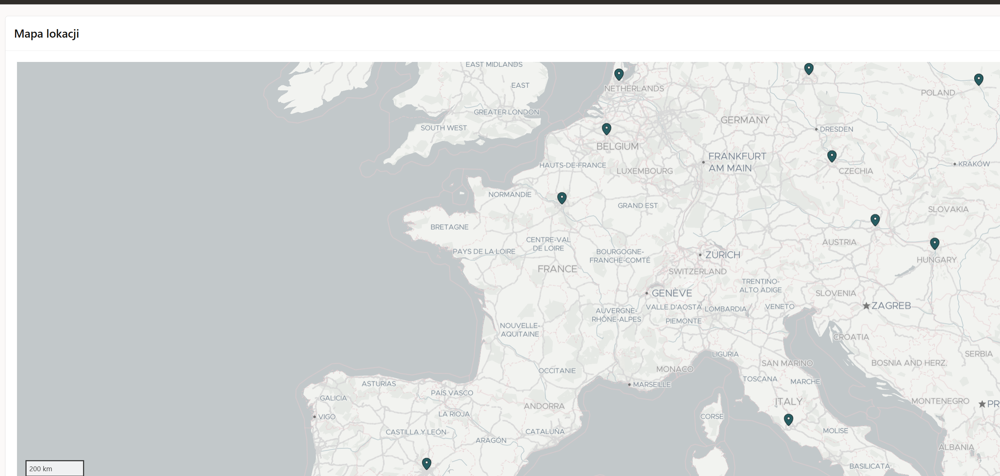 Mapa lokacji
EAST MIDLANDS
EAST
NETHERLANDS
POLAND
GREATER LONDON
GERMANY
SOUTH WEST
DRESDEN
BELGIUM
FRANKFURT
AM MAIN
HAUTS-DE-FRANCE
LUXEMBOURG
CZECHIA
KRAKÓW
NORMANDIE
GRAND EST
SLOVAKIA
BRETAGNE
CENTRE-VAL
DE LOIRE
AUSTRIA
PAYS DE LA LOIRE
BOURGOGNE-
FRANCHE-COMTÉ
ZÜRICH
HUNGARY
FRANCE
SWITZERLAND
TRENTINO-
ALTO ADIGE
GENÈVE
SLOVENIA
VALLE D'AOSTA
LOMBARDIA
VENETO
ZAGREB
AUVERGNE-
RHÔNE-ALPES
PIEMONTE
NOUVELLE-
AQUITAINE
CROATIA
LIGURIA
SERBIA
SAN MARINO
BOSNIA AND HERZ.
OCCITANIE
MONACO
ASTURIAS
MARSEILLE
TOSCANA
MARCHE
PAÍS VASCO
GALICIA
ITALY
MONTENEGRO
PR
ANDORRA
LA RIOJA
VIGO
CORSE
CASTILLA Y LEÓN
CATALUÑA
MOLISE
ARAGÓN
ALBANIA
BASILICATA
200 km